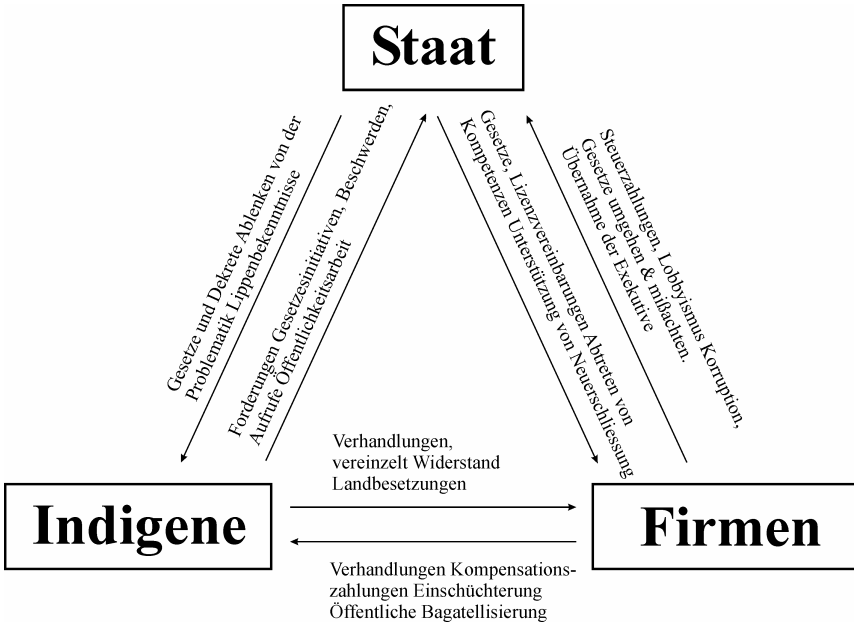 Staat
Gesetze und Dekrete Ablenken von der
Problematik Lippenbekenntnisse
Forderungen Gesetzesinitiativen, Beschwerden,
Aufrufe Öffentlichkeitsarbeit
Gesetze, Lizenzvereinbarungen Abtreten von
Kompetenzen Unterstützung von Neuerschliessung
Steuerzahlungen, Lobbyismus Korruption,
Gesetze umgehen & mißachten.
Übernahme der Exekutive
Verhandlungen,
vereinzelt Widerstand
Landbesetzungen
Indigene
Firmen
Verhandlungen Kompensations-
zahlungen Einschüchterung
Öffentliche Bagatellisierung